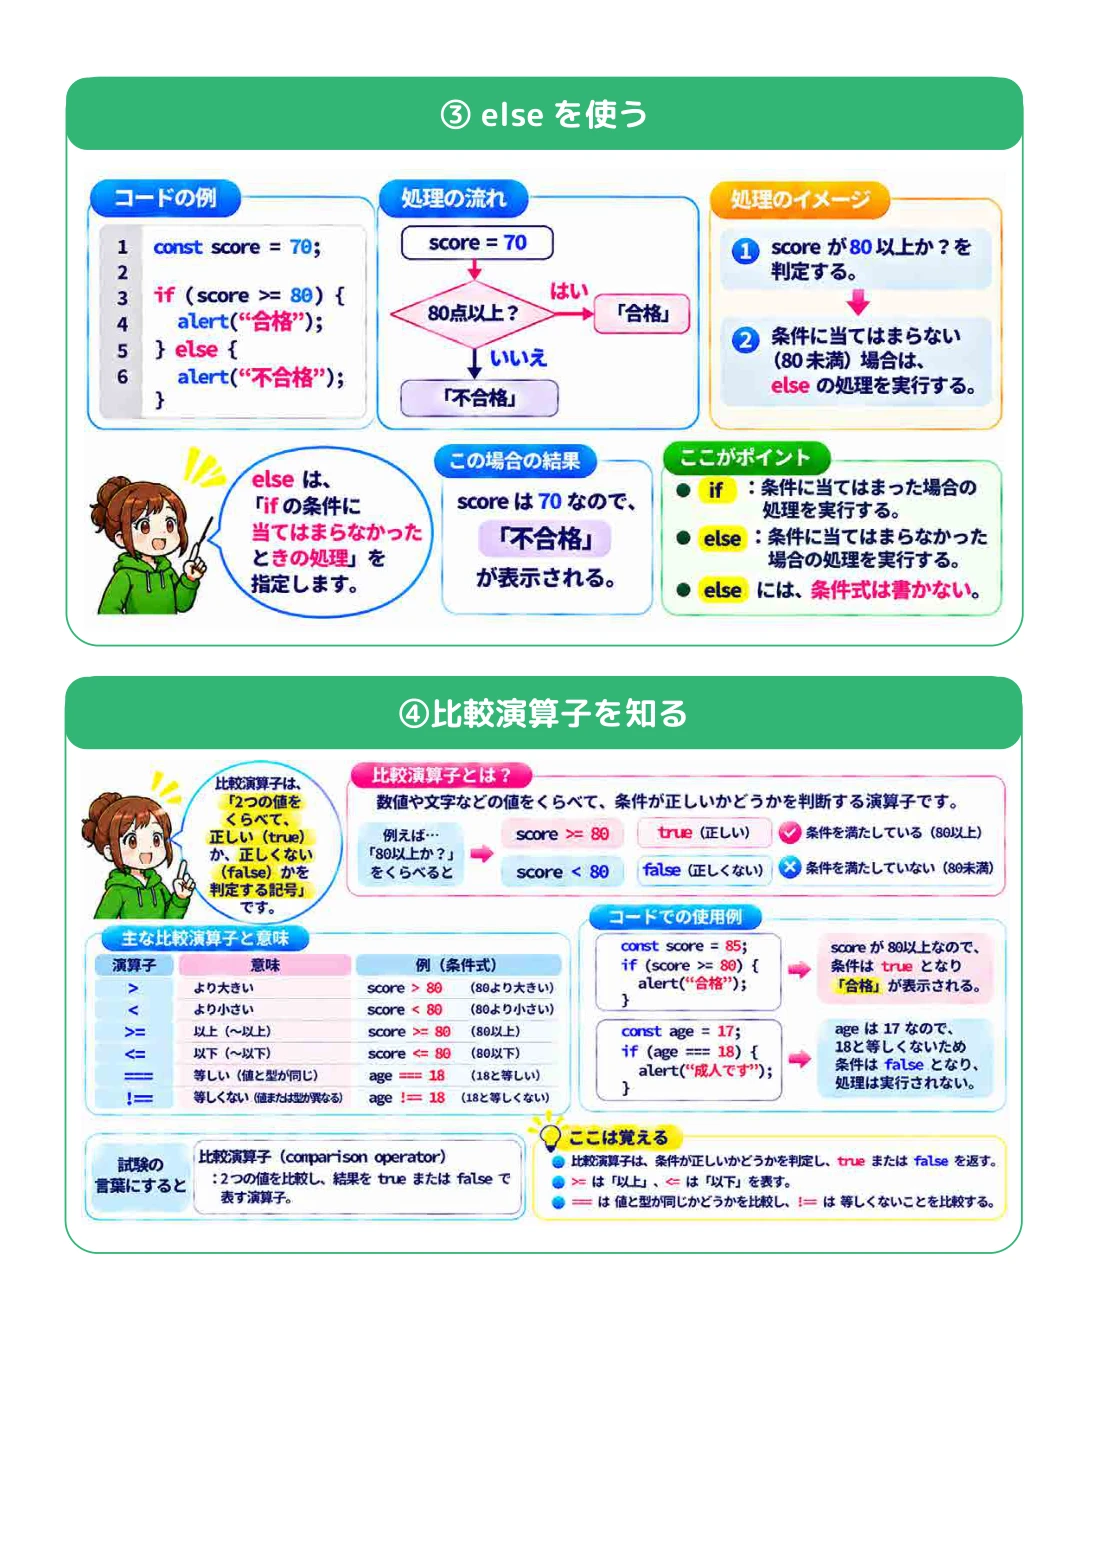 ③ else を使う
コードの例
1 const score = 70;
2
3 if (score >= 80) {
4 alert(“合格”);
5 } else {
6 alert(“不合格”);
}
処理の流れ
score = 70
80点以上？
はい
「合格」
いいえ
「不合格」
処理のイメージ
1 score が80 以上か？を
判定する。
2 条件に当てはまらない
（80 未満）場合は、
else の処理を実行する。
else は、
「if の条件に
当てはまらなかった
ときの処理」を
指定します。
この場合の結果
score は 70 なので、
「不合格」
が表示される。
ここがポイント
● if ：条件に当てはまった場合の
処理を実行する。
● else ：条件に当てはまらなかった
場合の処理を実行する。
● else には、条件式は書かない。
④比較演算子を知る
比較演算子は、
「2つの値を
くらべて、
正しい（true）
か、正しくない
（false）かを
判定する記号」
です。
比較演算子とは？
数値や文字などの値をくらべて、条件が正しいかどうかを判断する演算子です。
例えば…
「80以上か？」
をくらべると
score >= 80
true（正しい）
条件を満たしている（80以上）
score < 80
false（正しくない）
条件を満たしていない（80未満）
主な比較演算子と意味
演算子 意味 例（条件式）
> より大きい score > 80 （80より大きい）
< より小さい score < 80 （80より小さい）
>= 以上（～以上） score >= 80 （80以上）
<= 以下（～以下） score <= 80 （80以下）
=== 等しい（値と型が同じ） age === 18 （18と等しい）
!== 等しくない（値または型が異なる） age !== 18 （18と等しくない）
コードでの使用例
const score = 85;
if (score >= 80) {
alert(“合格”);
}
score が 80以上なので、
条件は true となり
「合格」が表示される。
const age = 17;
if (age === 18) {
alert(“成人です”);
}
age は 17 なので、
18と等しくないため
条件は false となり、
処理は実行されない。
試験の
言葉にすると
比較演算子（comparison operator）
：2つの値を比較し、結果を true または false で
表す演算子。
ここは覚える
比較演算子は、条件が正しいかどうかを判定し、true または false を返す。
>= は「以上」、<= は「以下」を表す。
=== は 値と型が同じかどうかを比較し、!== は 等しくないことを比較する。